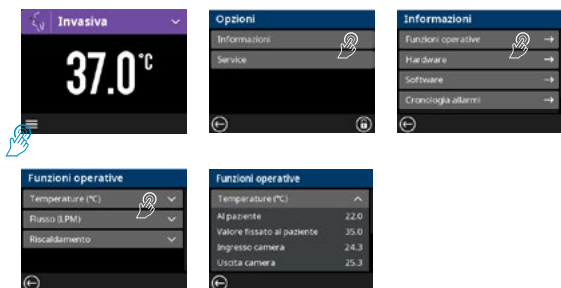 Invasiva
37.0°C
Opzioni
Informazioni
Service
Informazioni
Funzioni operative
Hardware
Software
Cronologia allarmi
Funzioni operative
Temperature (°C)
Flusso (LPM)
Riscaldamento
Funzioni operative
Temperature (°C)
Al paziente 22.0
Valore fissato al paziente 35.0
Ingresso camera 24.3
Uscita camera 25.3